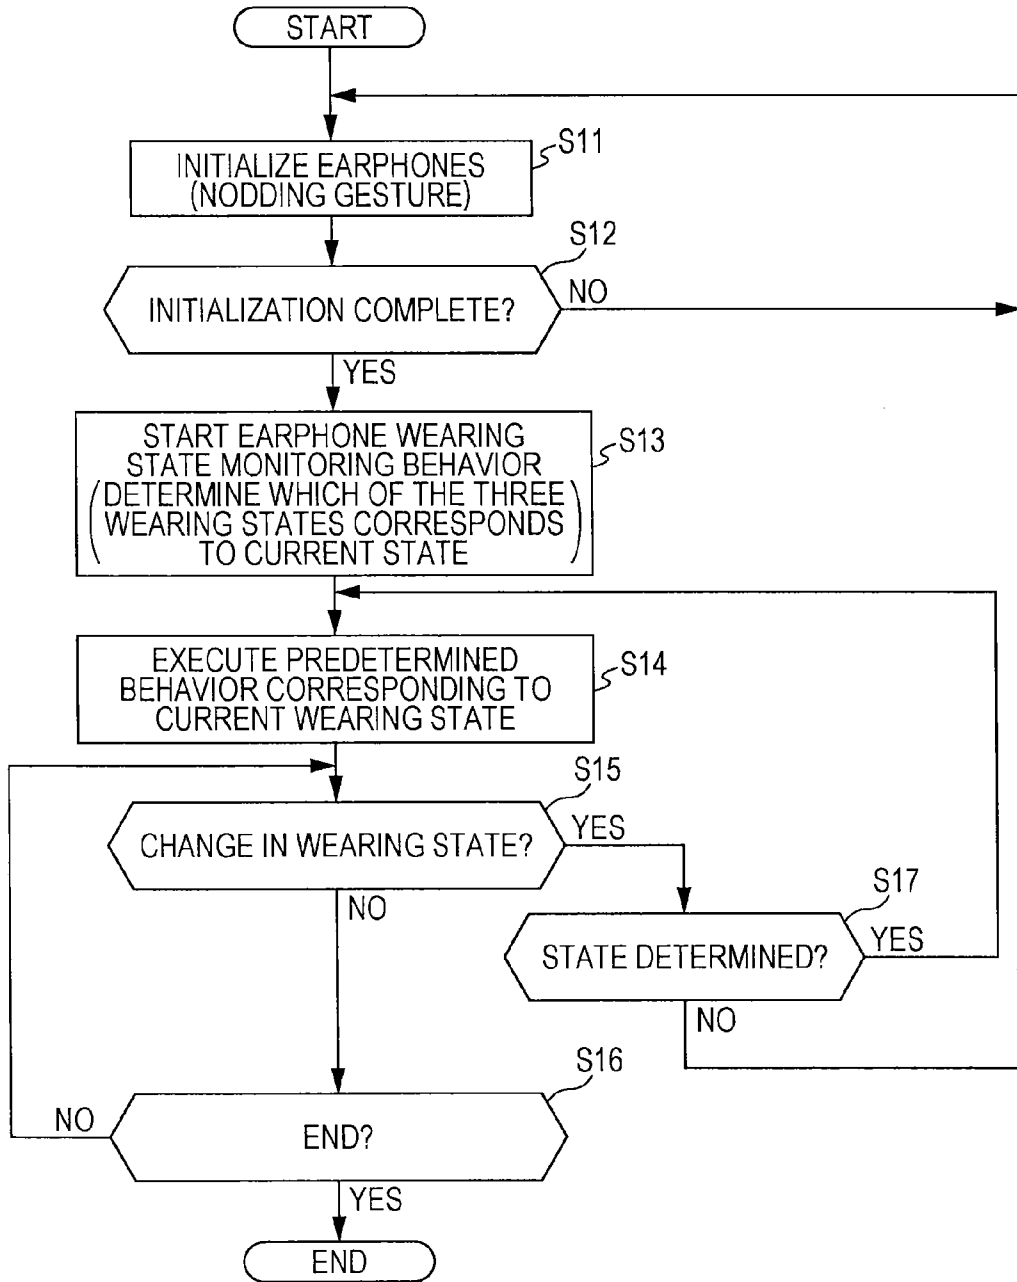 START
S11
INITIALIZE EARPHONES
(NODDING GESTURE)
S12
INITIALIZATION COMPLETE?
NO
YES
S13
START EARPHONE WEARING
STATE MONITORING BEHAVIOR
(DETERMINE WHICH OF THE THREE
WEARING STATES CORRESPONDS
TO CURRENT STATE)
S14
EXECUTE PREDETERMINED
BEHAVIOR CORRESPONDING TO
CURRENT WEARING STATE
S15
CHANGE IN WEARING STATE?
YES
NO
S17
STATE DETERMINED?
YES
NO
S16
END?
NO
YES
END